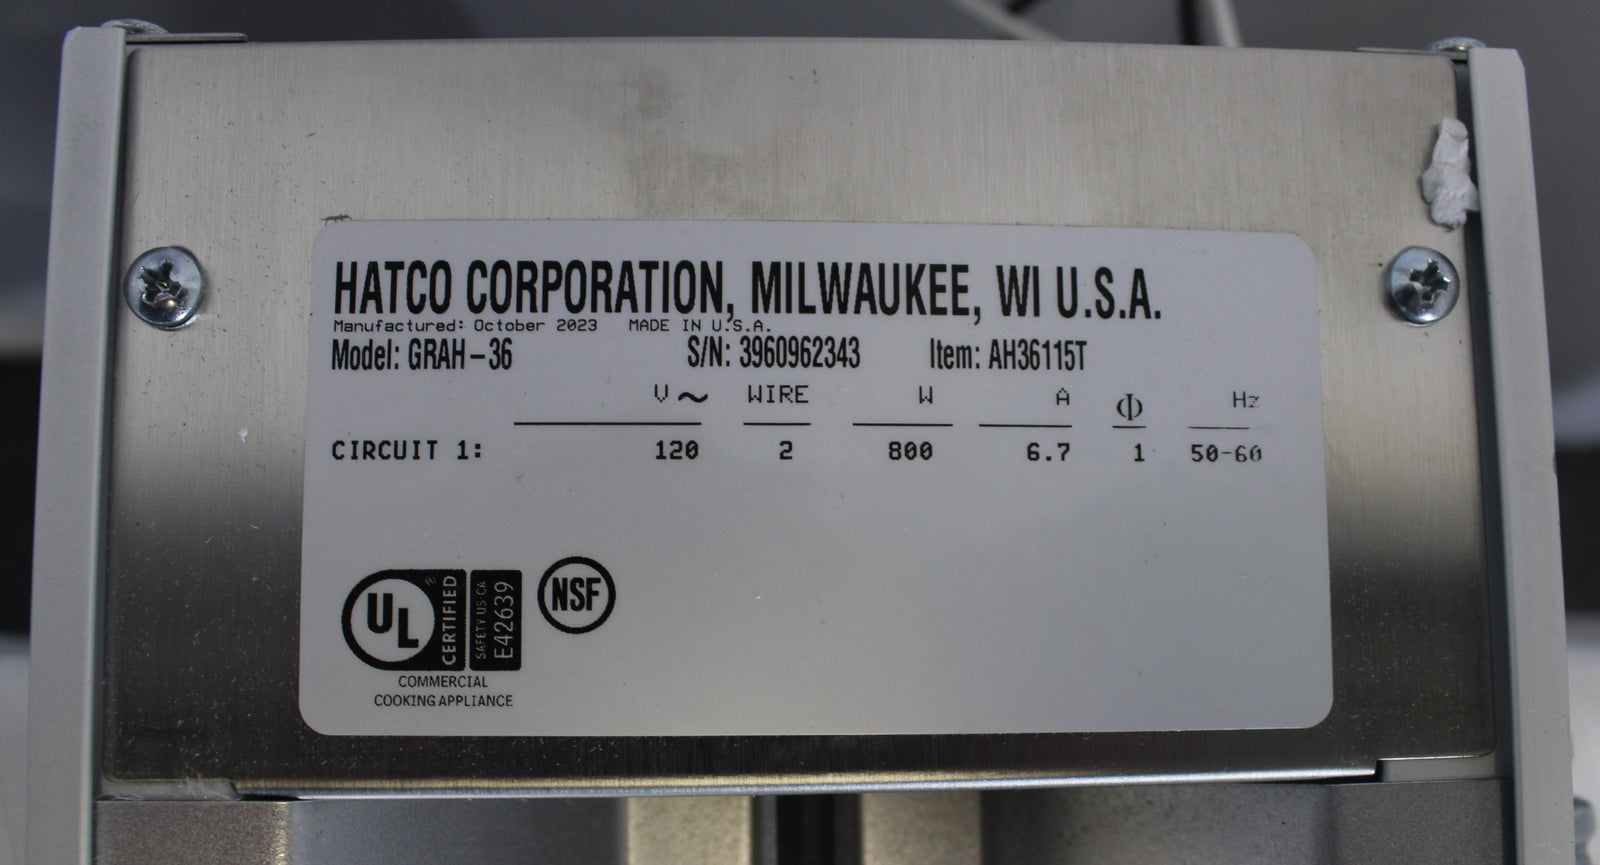 HATCO CORPORATION, MILWAUKEE, WI U.S.A.
Manufactured: October 2023 MADE IN U.S.A.
Model: GRAH-36 S/N: 3960962343 Item: AH36115T
V~ WIRE W A Φ Hz
CIRCUIT 1: 120 2 800 6.7 1 50-60
UL® CERTIFIED SAFETY US·CA E42639 NSF
COMMERCIAL
COOKING APPLIANCE